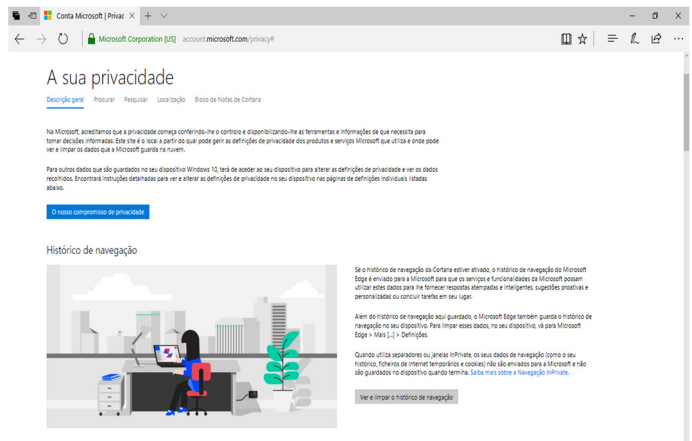 Conta Microsoft | Privac
Microsoft Corporation [US] account.microsoft.com/privacy#
A sua privacidade
Descrição geral Procurar Pesquisar Localização Bloco de Notas de Cortana
Na Microsoft, acreditamos que a privacidade começa conferindo-lhe o controlo e disponibilizando-lhe as ferramentas e informações de que necessita para
tomar decisões informadas. Este site é o local a partir do qual pode gerir as definições de privacidade dos produtos e serviços Microsoft que utiliza e onde pode
ver e limpar os dados que a Microsoft guarda na nuvem.
Para outros dados que são guardados no seu dispositivo Windows 10, terá de aceder ao seu dispositivo para alterar as definições de privacidade e ver os dados
recolhidos. Encontrará instruções detalhadas para ver e alterar as definições de privacidade no seu dispositivo nas páginas de definições individuais listadas
abaixo.
O nosso compromisso de privacidade
Histórico de navegação
Se o histórico de navegação da Cortana estiver ativado, o histórico de navegação do Microsoft
Edge é enviado para a Microsoft para que os serviços e funcionalidades da Microsoft possam
utilizar estes dados para lhe fornecer respostas atempadas e inteligentes, sugestões proativas e
personalizadas ou concluir tarefas em seu lugar.
Além do histórico de navegação aqui guardado, o Microsoft Edge também guarda o histórico de
navegação no seu dispositivo. Para limpar esses dados, no seu dispositivo, vá para Microsoft
Edge > Mais [...] > Definições.
Quando utiliza separadores ou janelas InPrivate, os seus dados de navegação (como o seu
histórico, ficheiros de Internet temporários e cookies) não são enviados para a Microsoft e não
são guardados no dispositivo quando termina. Saiba mais sobre a Navegação InPrivate.
Ver e limpar o histórico de navegação